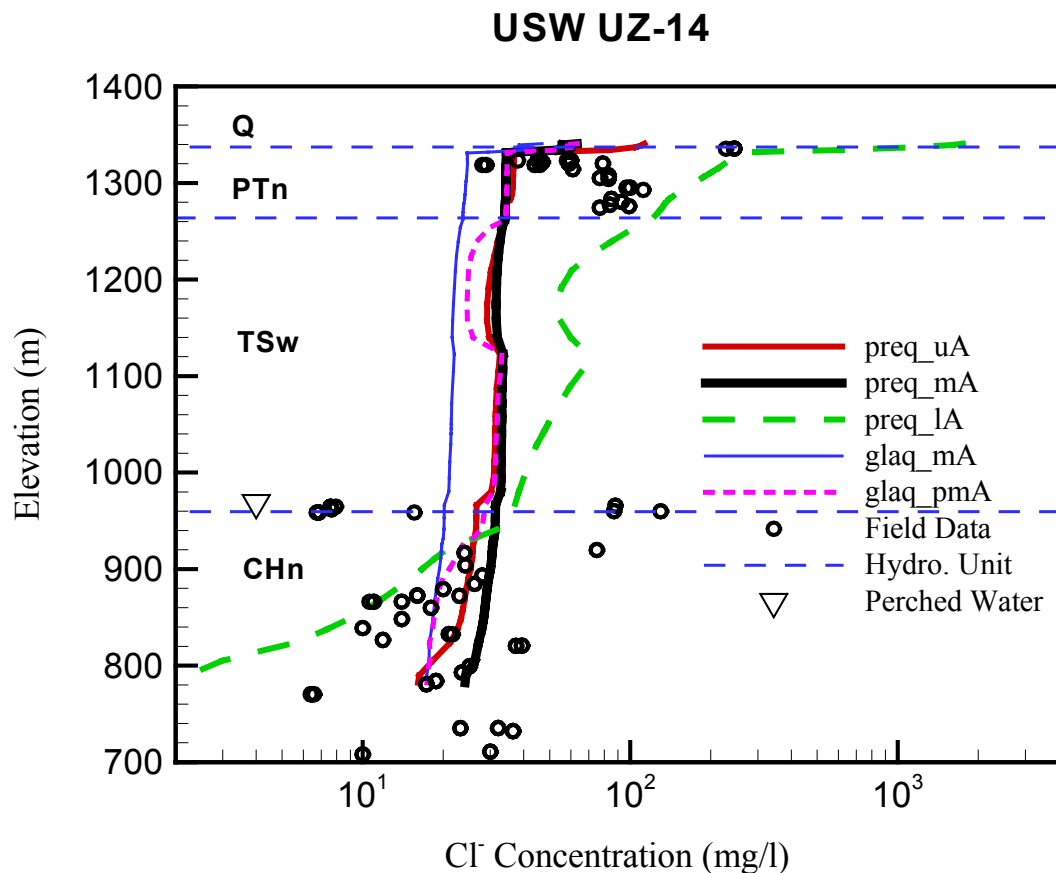 USW UZ-14
1400
Q
PTn
1300
1200
TSw
1100
1000
CHn
900
800
700
Elevation (m)
preq_uA
preq_mA
preq_lA
glaq_mA
glaq_pmA
Field Data
Hydro. Unit
Perched Water
10¹ 10² 10³
Cl⁻ Concentration (mg/l)